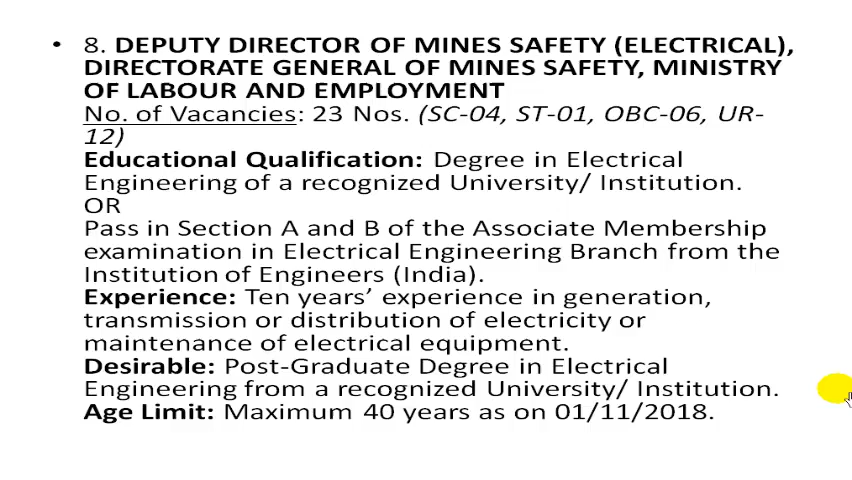 • 8. DEPUTY DIRECTOR OF MINES SAFETY (ELECTRICAL),
DIRECTORATE GENERAL OF MINES SAFETY, MINISTRY
OF LABOUR AND EMPLOYMENT
No. of Vacancies: 23 Nos. (SC-04, ST-01, OBC-06, UR-
12)
Educational Qualification: Degree in Electrical
Engineering of a recognized University/ Institution.
OR
Pass in Section A and B of the Associate Membership
examination in Electrical Engineering Branch from the
Institution of Engineers (India).
Experience: Ten years’ experience in generation,
transmission or distribution of electricity or
maintenance of electrical equipment.
Desirable: Post-Graduate Degree in Electrical
Engineering from a recognized University/ Institution.
Age Limit: Maximum 40 years as on 01/11/2018.